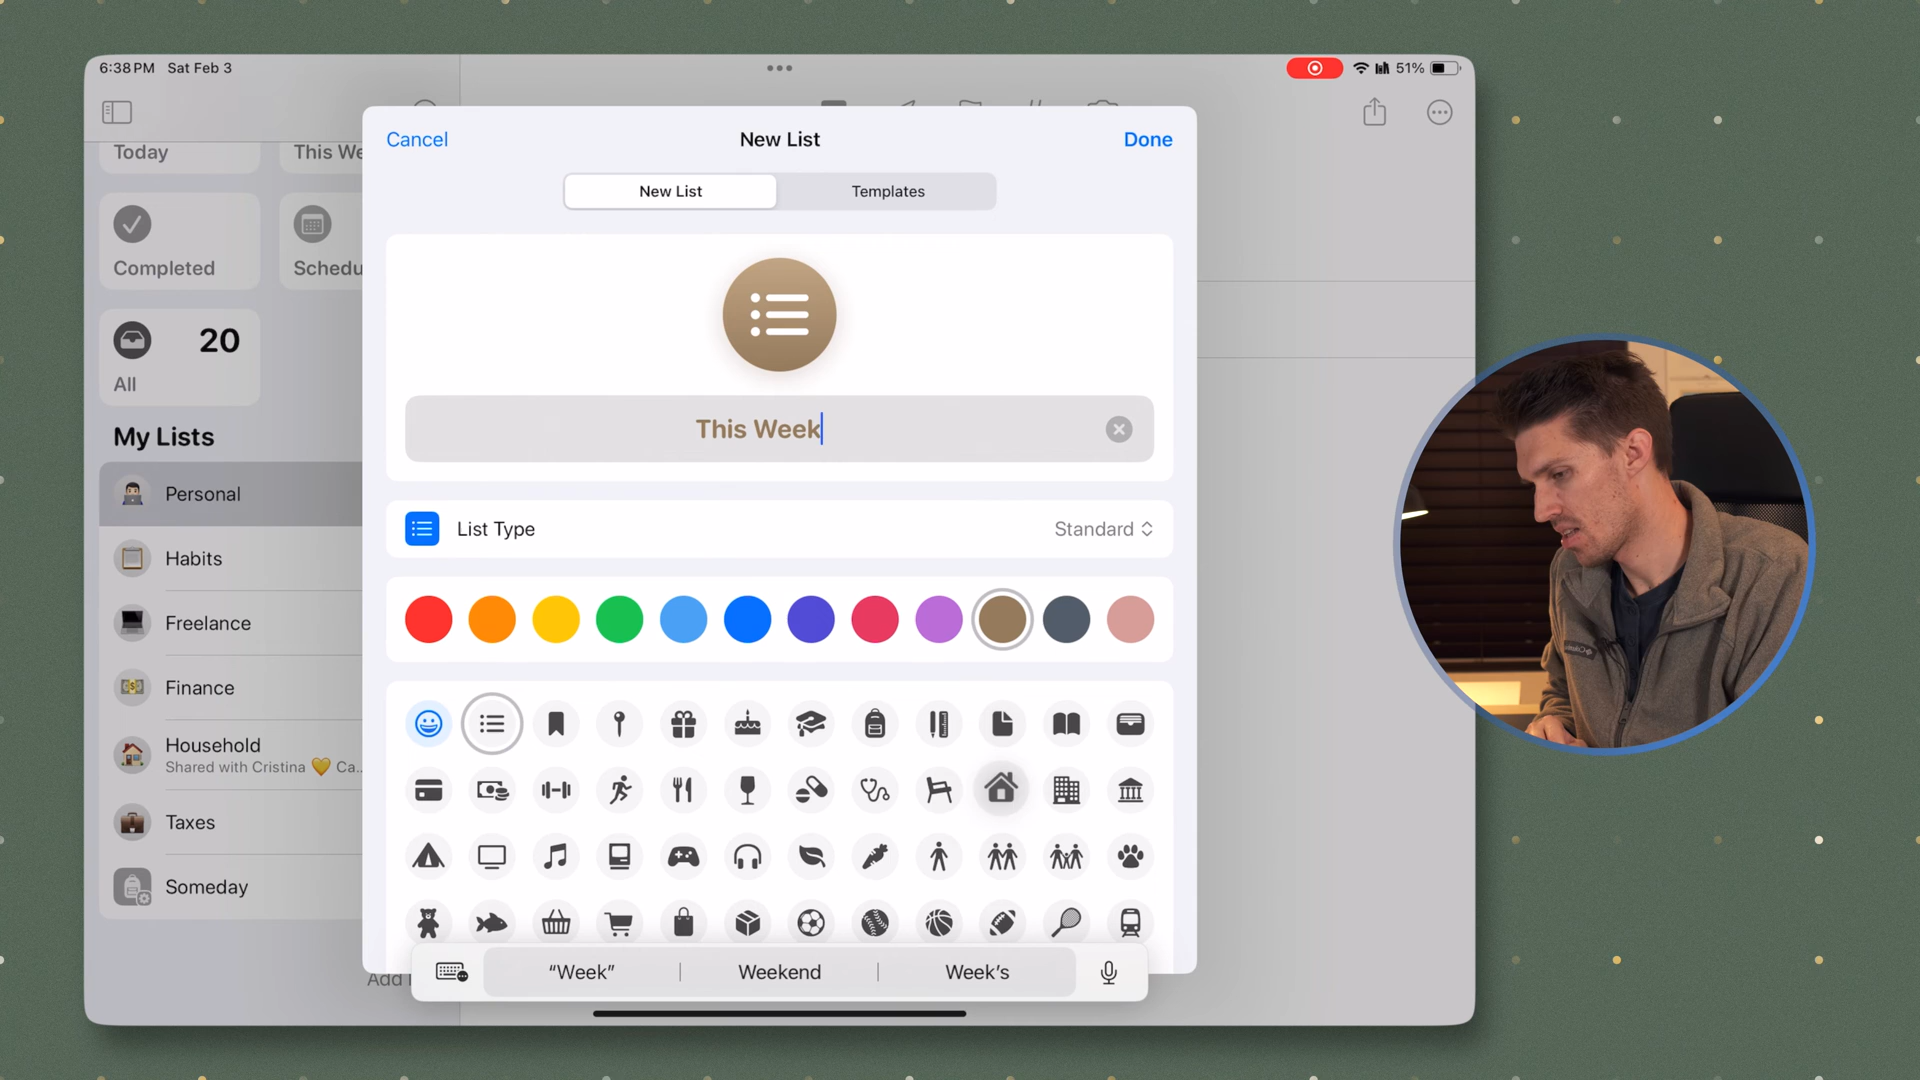 6:38 PM Sat Feb 3
51%
Cancel
New List
Done
New List
Templates
Today
This We
Completed
Schedu
20
All
This Week
My Lists
Personal
List Type
Standard
Habits
Freelance
Finance
Household
Shared with Cristina 💛 Ca...
Taxes
Someday
Add
“Week”
Weekend
Week’s